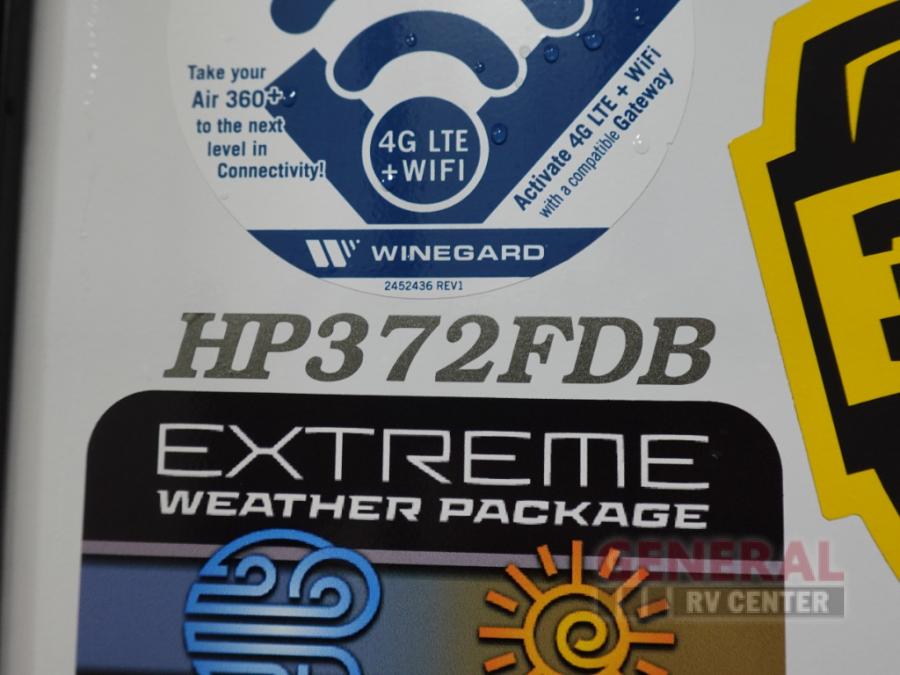 Take your
Air 360+
to the next
level in
Connectivity!
4G LTE
+WIFI
Activate 4G LTE + WiFi
with a compatible Gateway
WINEGARD
2452436 REV1
HP372FDB
EXTREME
WEATHER PACKAGE
GENERAL
RV CENTER